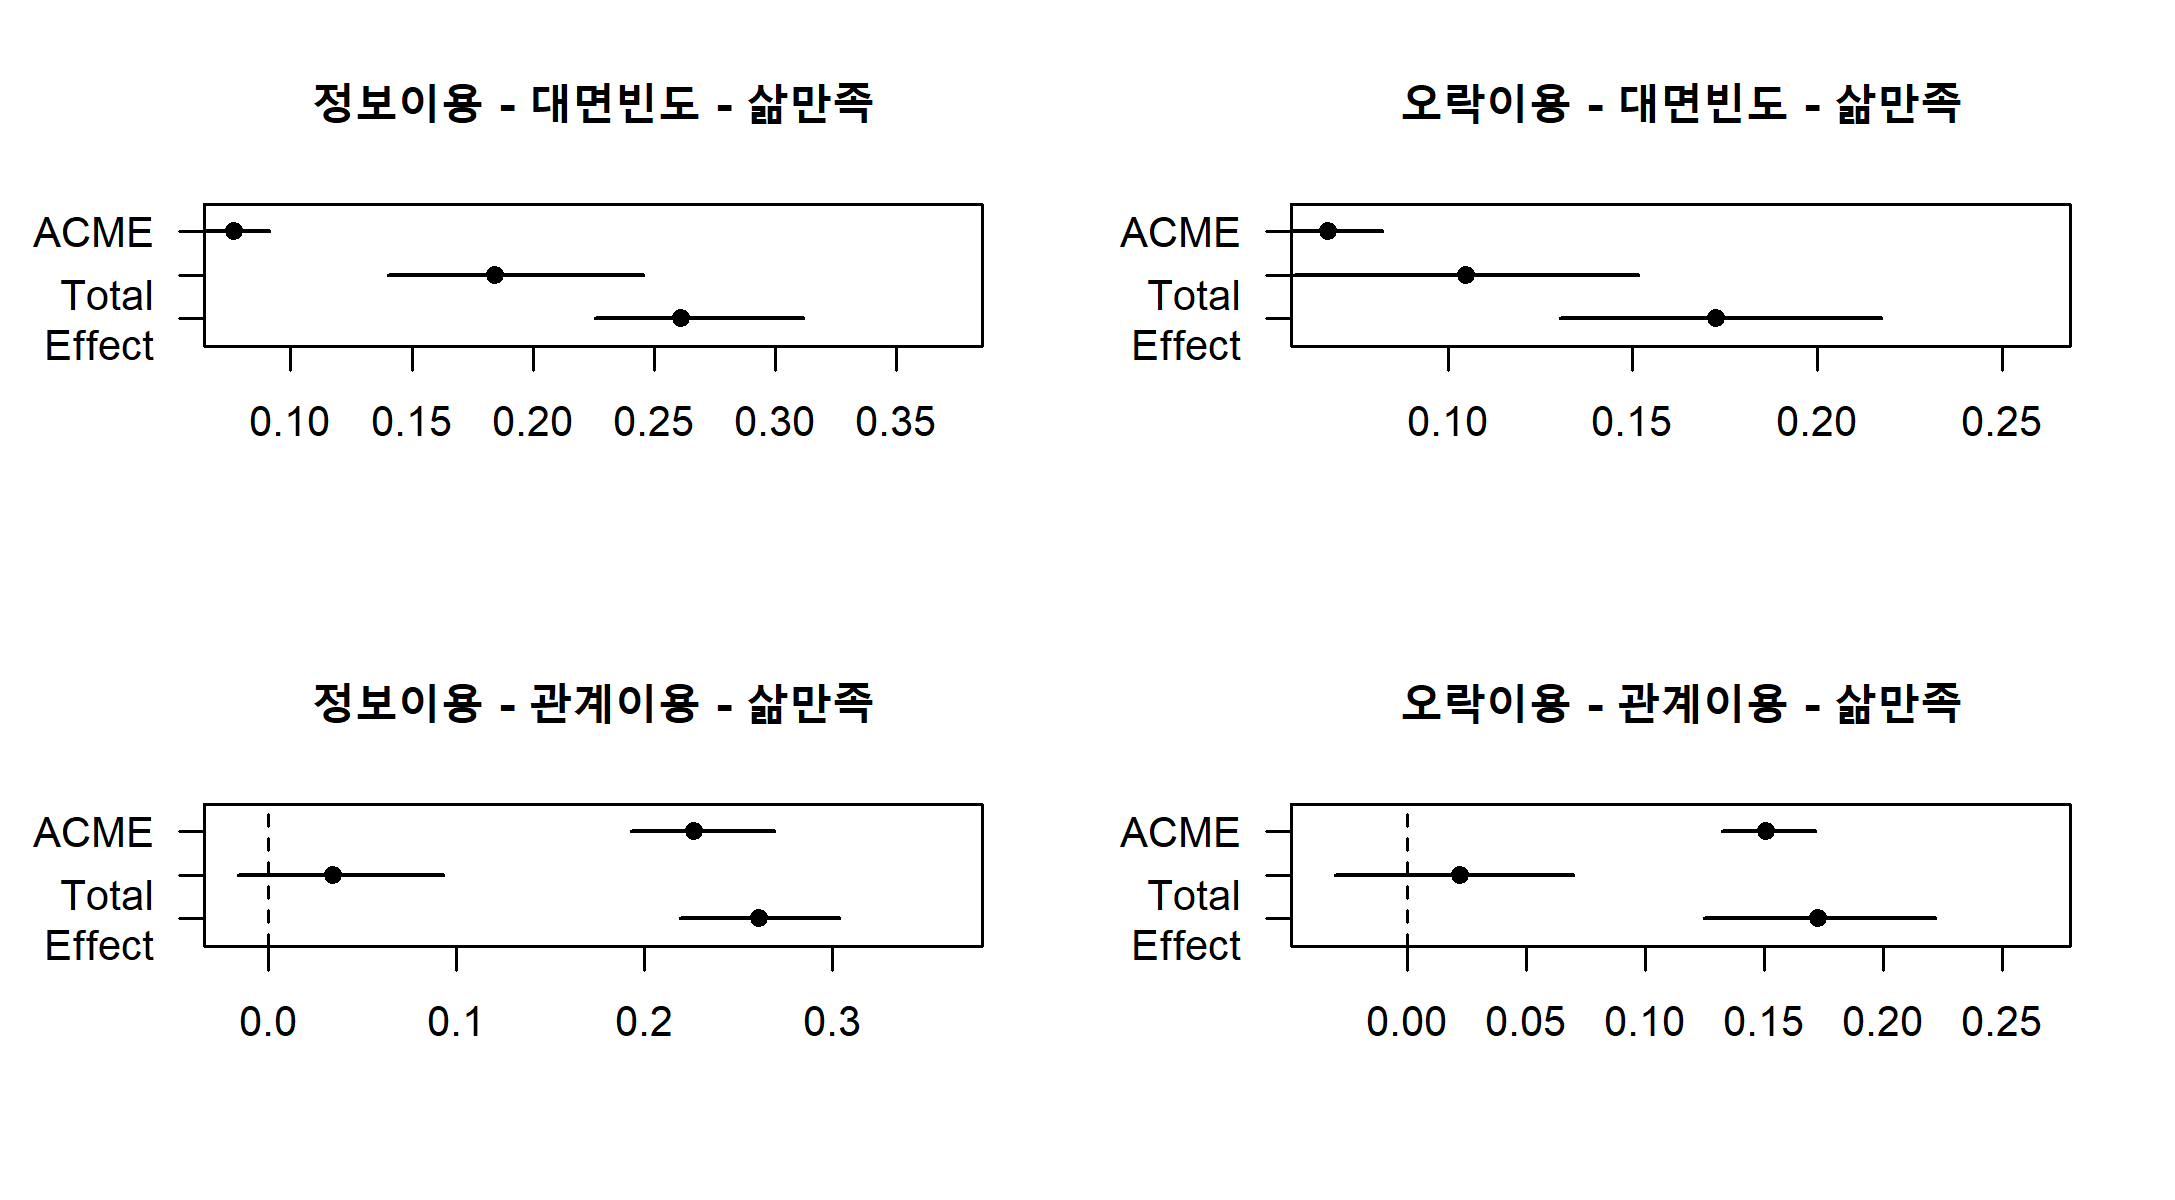 정보이용 - 대면빈도 - 삶만족
ACME
Total
Effect
0.10 0.15 0.20 0.25 0.30 0.35
오락이용 - 대면빈도 - 삶만족
ACME
Total
Effect
0.10 0.15 0.20 0.25
정보이용 - 관계이용 - 삶만족
ACME
Total
Effect
0.0 0.1 0.2 0.3
오락이용 - 관계이용 - 삶만족
ACME
Total
Effect
0.00 0.05 0.10 0.15 0.20 0.25